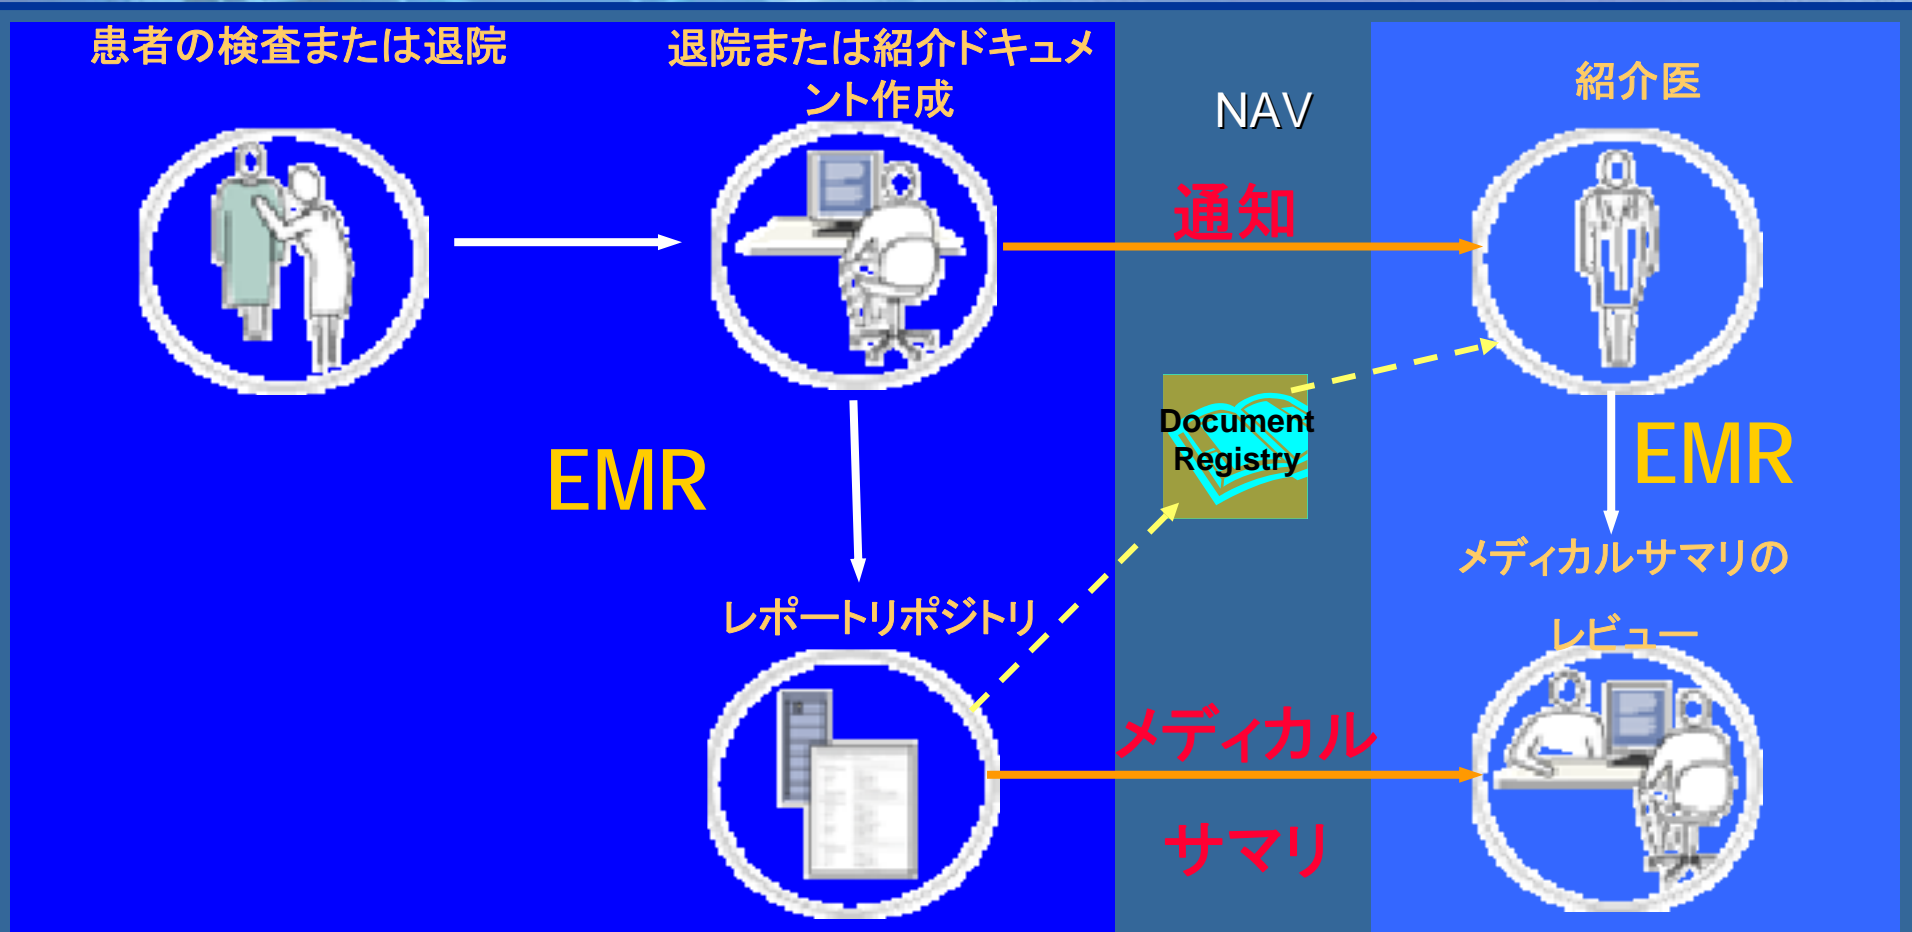 患者の検査または退院
退院または紹介ドキュメ
ント作成
NAV
紹介医
通知
Document
Registry
EMR
EMR
メディカルサマリの
レビュー
レポートリポジトリ
メディカル
サマリ